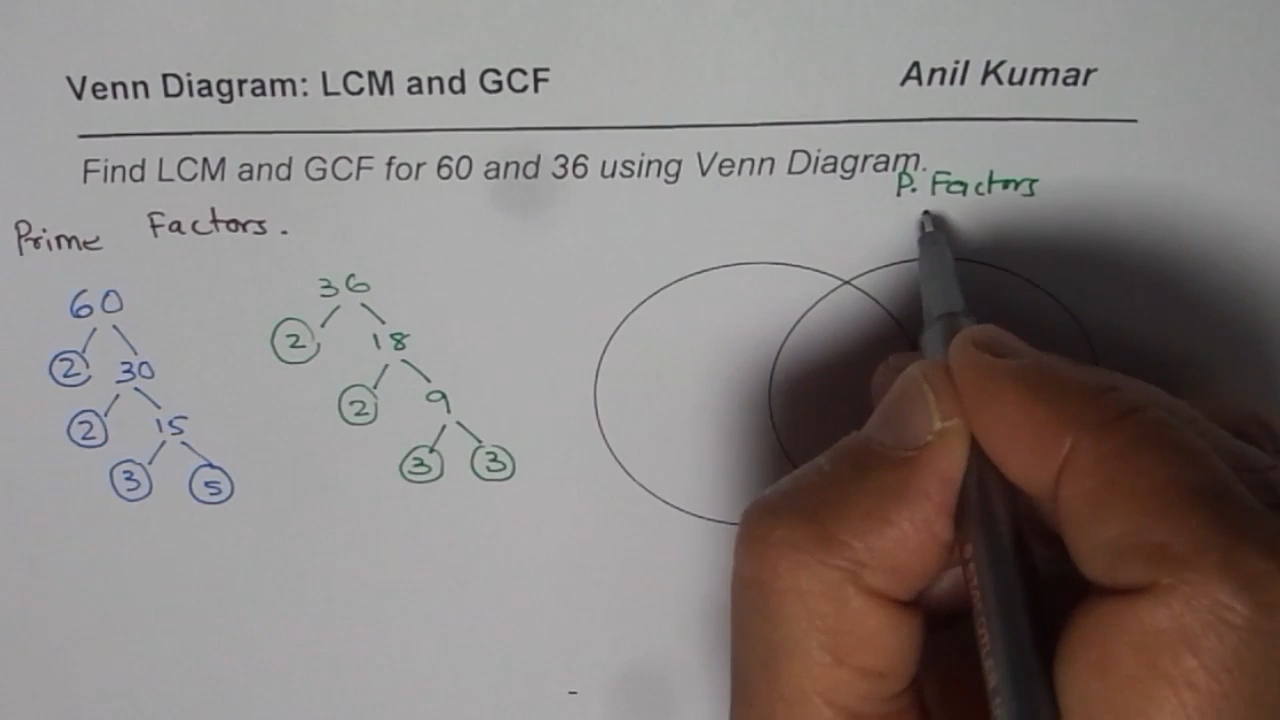 Venn Diagram: LCM and GCF
Anil Kumar
Find LCM and GCF for 60 and 36 using Venn Diagram.
P. Factors
Prime Factors.
60
2 30
2 15
3 5
36
2 18
2 9
3 3